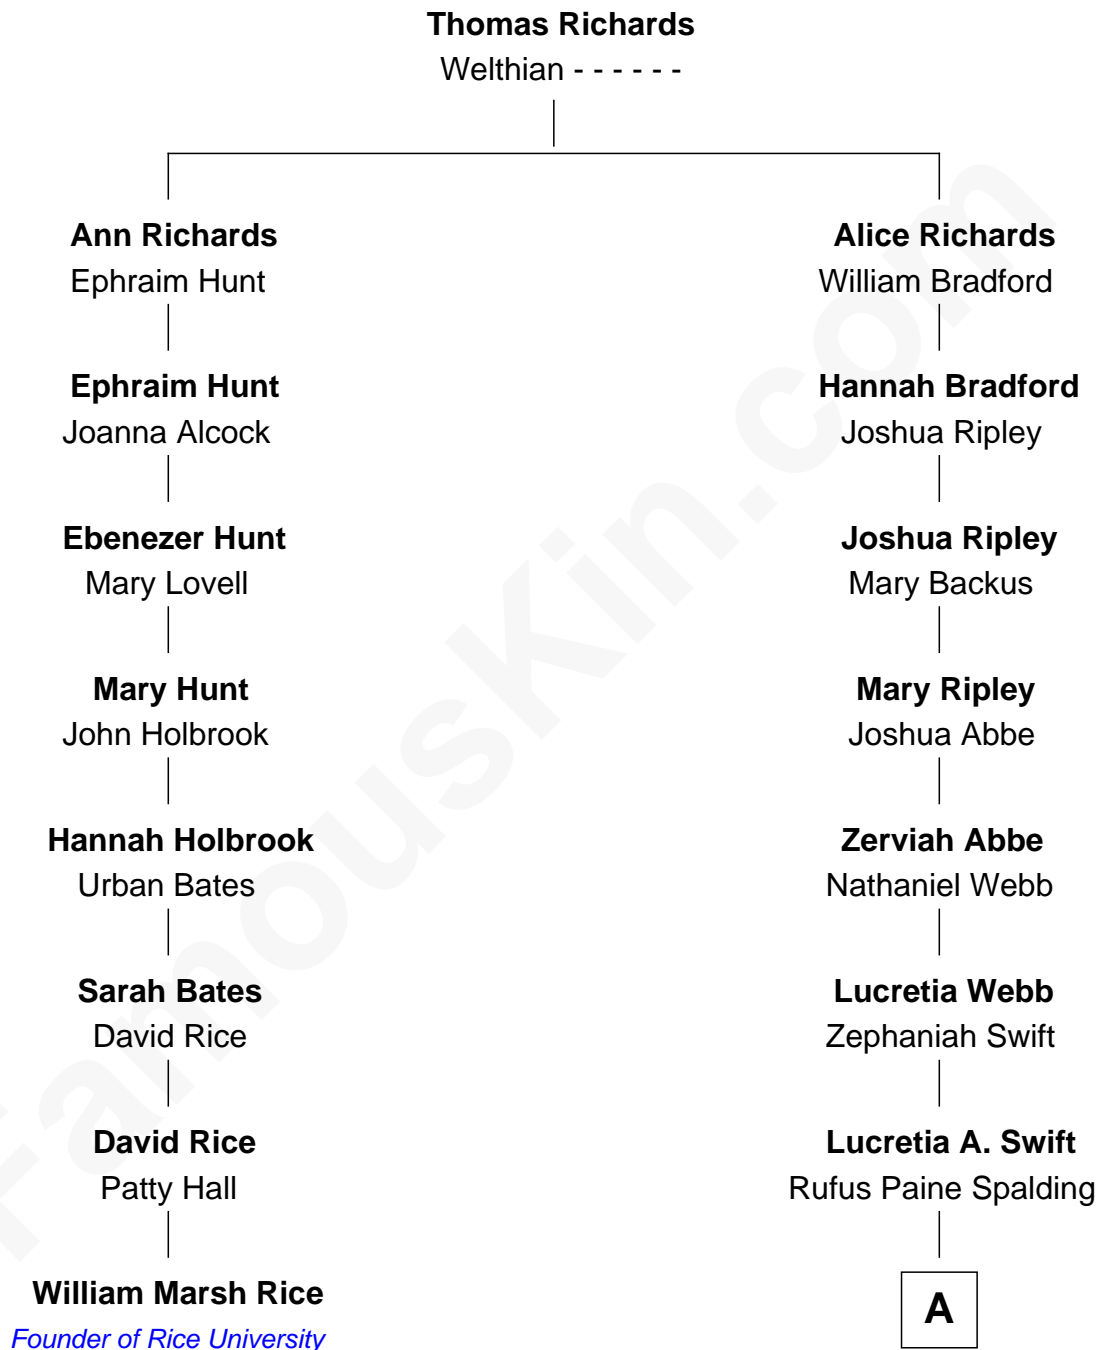 Thomas Richards
Welthian - - - - - -
Ann Richards
Ephraim Hunt
Alice Richards
William Bradford
Ephraim Hunt
Joanna Alcock
Hannah Bradford
Joshua Ripley
Ebenezer Hunt
Mary Lovell
Joshua Ripley
Mary Backus
Mary Hunt
John Holbrook
Mary Ripley
Joshua Abbe
Hannah Holbrook
Urban Bates
Zerviah Abbe
Nathaniel Webb
Sarah Bates
David Rice
Lucretia Webb
Zephaniah Swift
David Rice
Patty Hall
Lucretia A. Swift
Rufus Paine Spalding
William Marsh Rice
Founder of Rice University
A
FamousKin.com